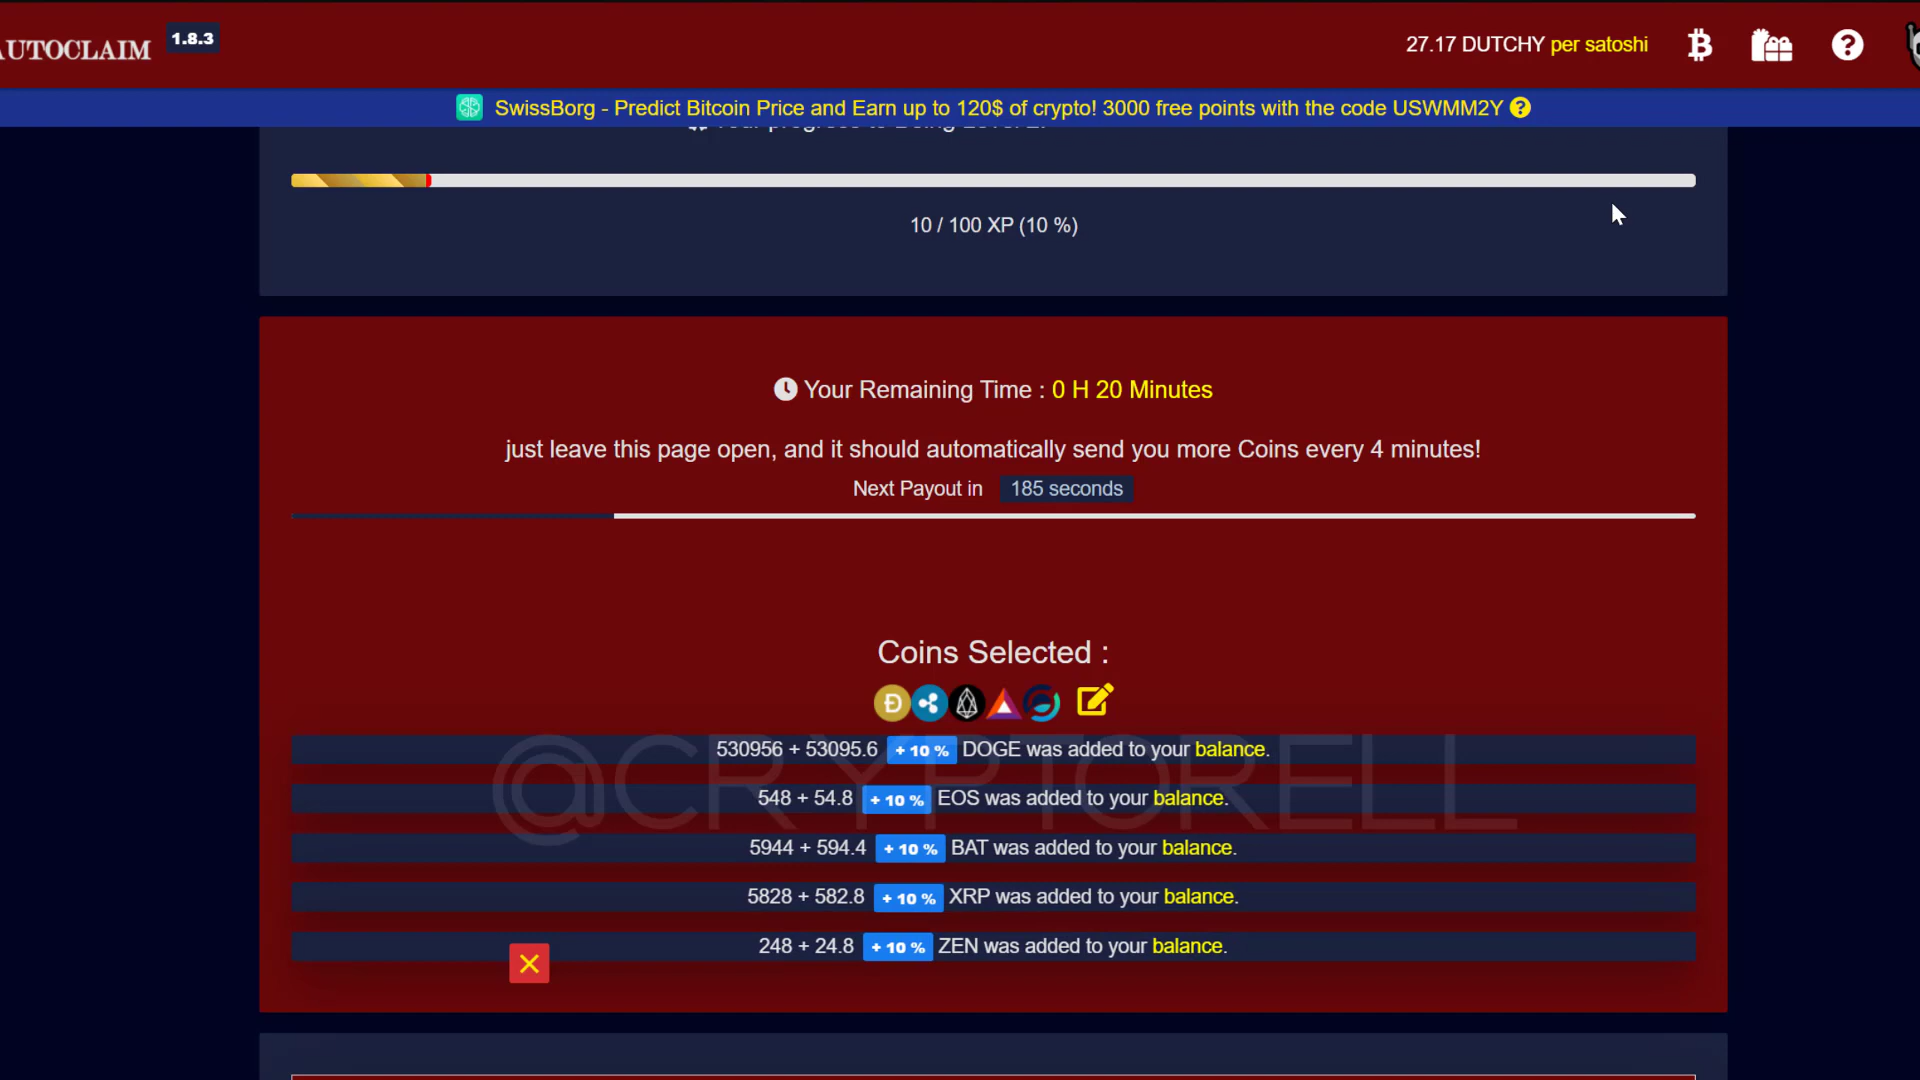 AUTOCLAIM 1.8.3
27.17 DUTCHY per satoshi
SwissBorg - Predict Bitcoin Price and Earn up to 120$ of crypto! 3000 free points with the code USWMM2Y
10 / 100 XP (10 %)
Your Remaining Time : 0 H 20 Minutes
just leave this page open, and it should automatically send you more Coins every 4 minutes!
Next Payout in 185 seconds
Coins Selected :
530956 + 53095.6 + 10 % DOGE was added to your balance.
548 + 54.8 + 10 % EOS was added to your balance.
5944 + 594.4 + 10 % BAT was added to your balance.
5828 + 582.8 + 10 % XRP was added to your balance.
248 + 24.8 + 10 % ZEN was added to your balance.
@CRYPTORELL